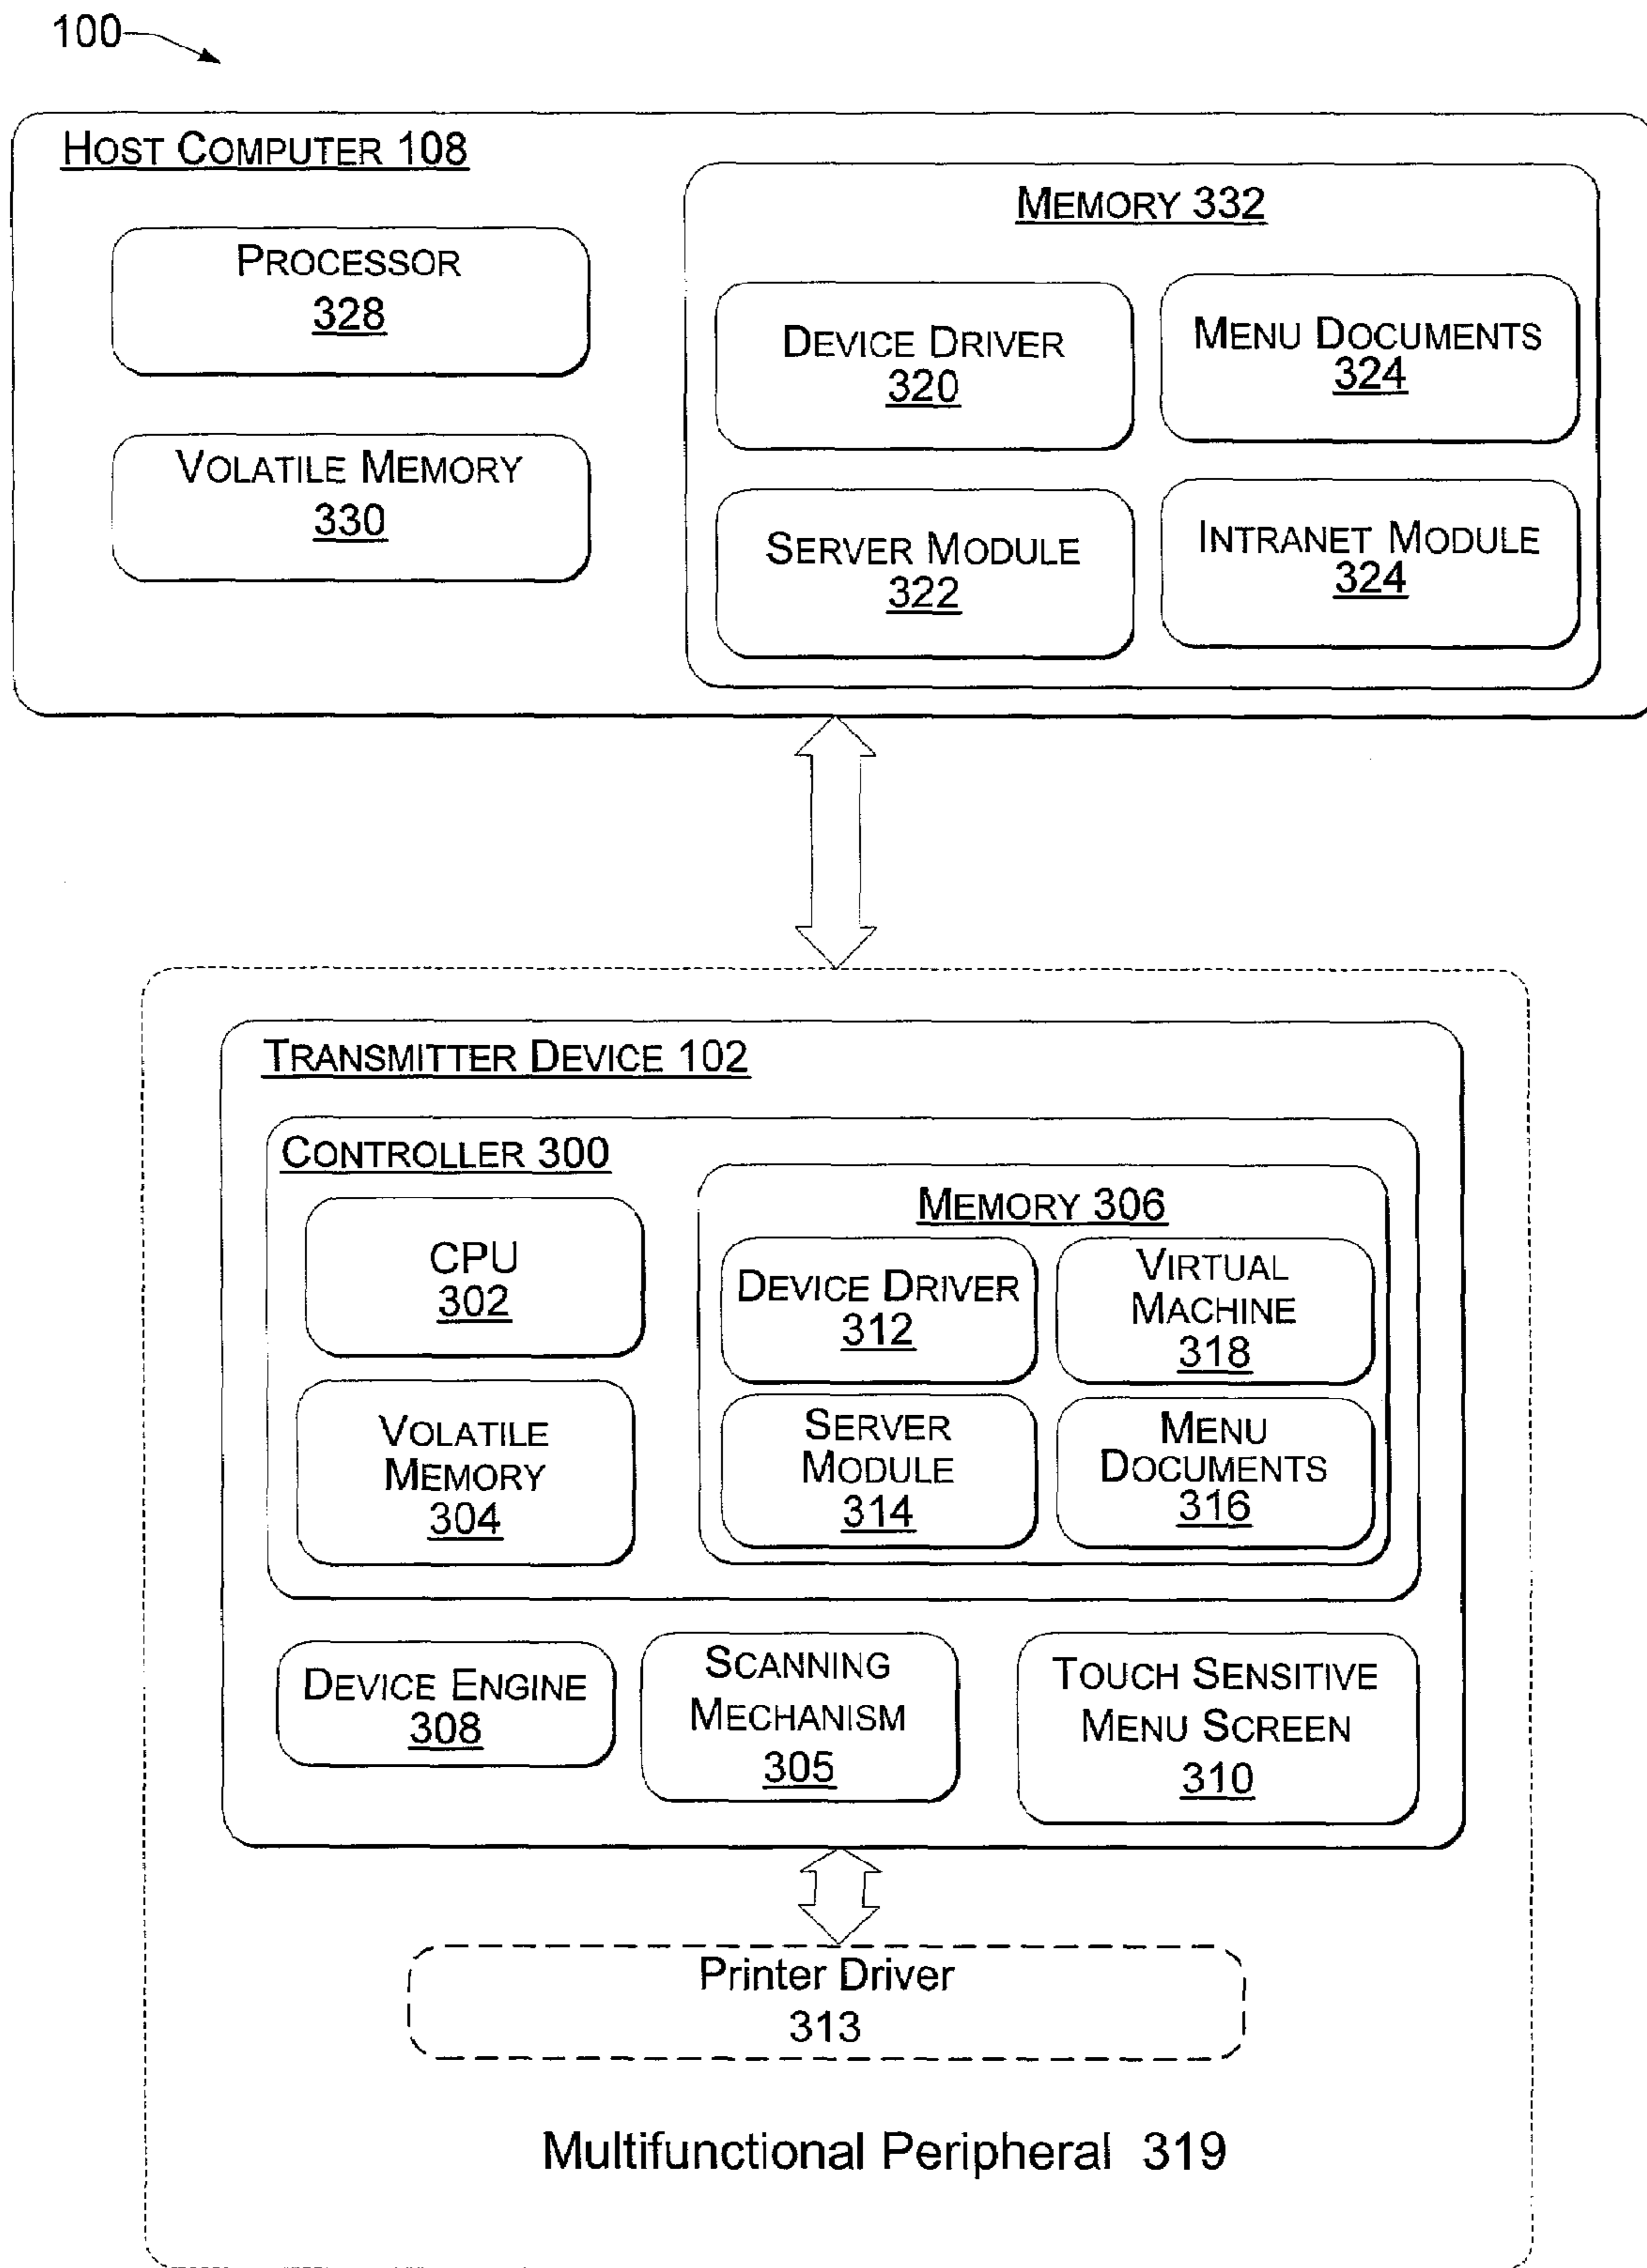 100
HOST COMPUTER 108
MEMORY 332
PROCESSOR
328
DEVICE DRIVER
320
MENU DOCUMENTS
324
VOLATILE MEMORY
330
SERVER MODULE
322
INTRANET MODULE
324
TRANSMITTER DEVICE 102
CONTROLLER 300
MEMORY 306
CPU
302
DEVICE DRIVER
312
VIRTUAL
MACHINE
318
VOLATILE
MEMORY
304
SERVER
MODULE
314
MENU
DOCUMENTS
316
DEVICE ENGINE
308
SCANNING
MECHANISM
305
TOUCH SENSITIVE
MENU SCREEN
310
Printer Driver
313
Multifunctional Peripheral 319